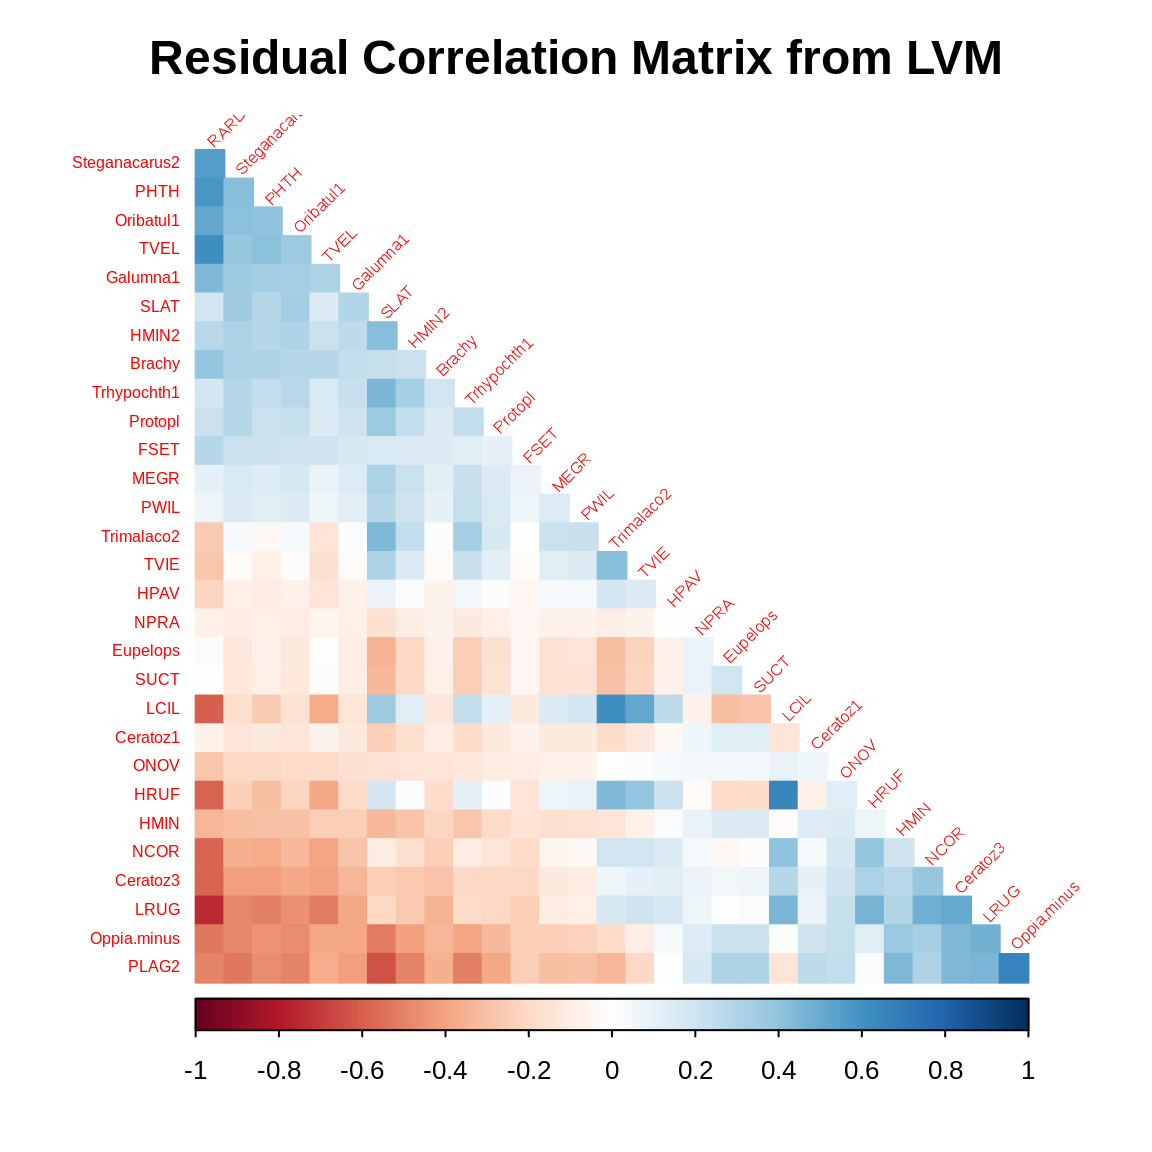 Residual Correlation Matrix from LVM
PHTH
Oribatul1
TVEL
Galumna1
SLAT
HMIN2
Brachy
Trhypochth1
Protopl
FSET
MEGR
PWIL
Trimalaco2
TVIE
HPAV
NPRA
Eupelops
SUCT
LCIL
Ceratoz1
ONOV
HRUF
HMIN
NCOR
Ceratoz3
LRUG
Oppia.minus
Steganacarus2
PHTH
Oribatul1
TVEL
Galumna1
SLAT
HMIN2
Brachy
Trhypochth1
Protopl
FSET
MEGR
PWIL
Trimalaco2
TVIE
HPAV
NPRA
Eupelops
SUCT
LCIL
Ceratoz1
ONOV
HRUF
HMIN
NCOR
Ceratoz3
LRUG
Oppia.minus
PLAG2
-1 -0.8 -0.6 -0.4 -0.2 0 0.2 0.4 0.6 0.8 1